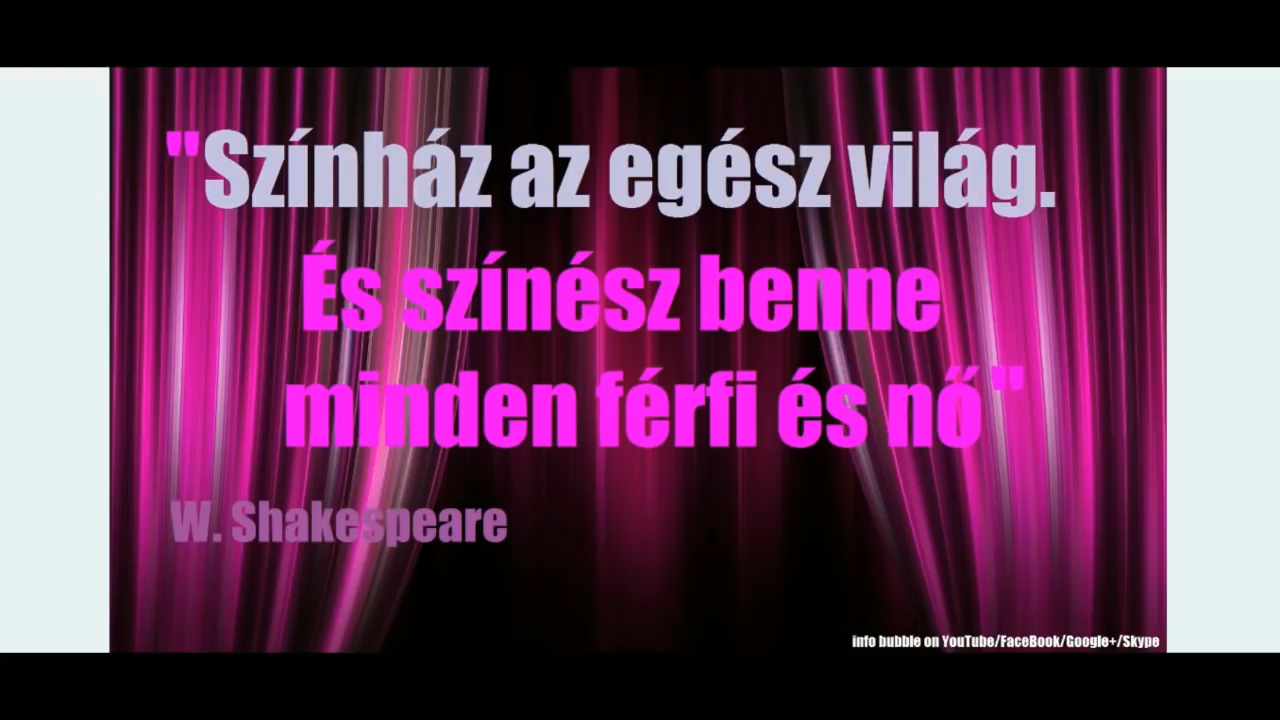 "Színház az egész világ.
És színész benne
minden férfi és nő"
W. Shakespeare
info bubble on YouTube/FaceBook/Google+/Skype